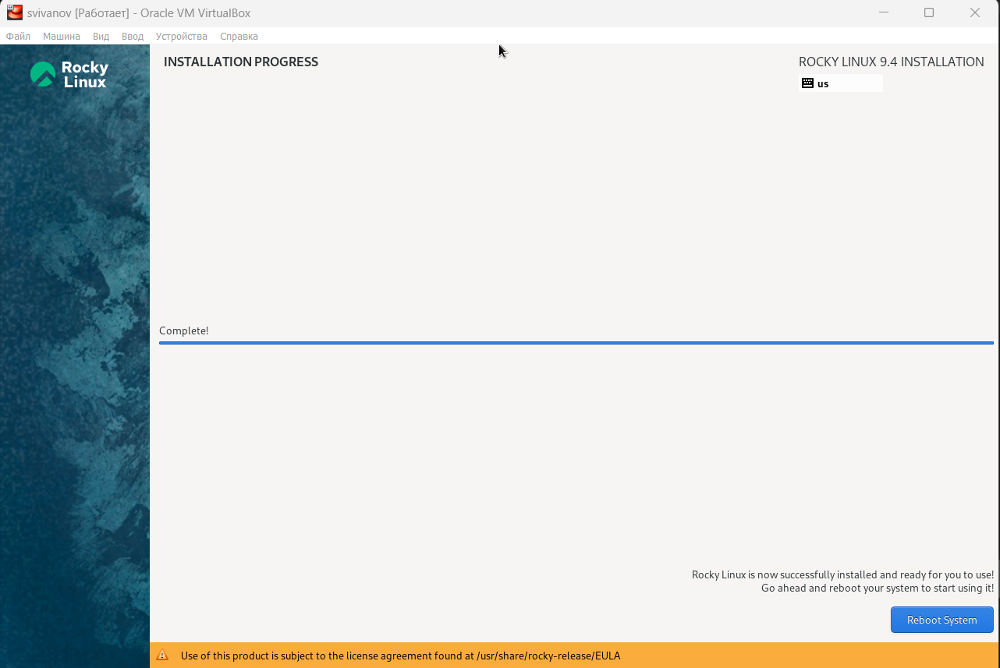 svivanov [Работает] - Oracle VM VirtualBox
Файл Машина Вид Ввод Устройства Справка
Rocky
Linux
INSTALLATION PROGRESS
ROCKY LINUX 9.4 INSTALLATION
us
Complete!
Rocky Linux is now successfully installed and ready for you to use!
Go ahead and reboot your system to start using it!
Reboot System
Use of this product is subject to the license agreement found at /usr/share/rocky-release/EULA